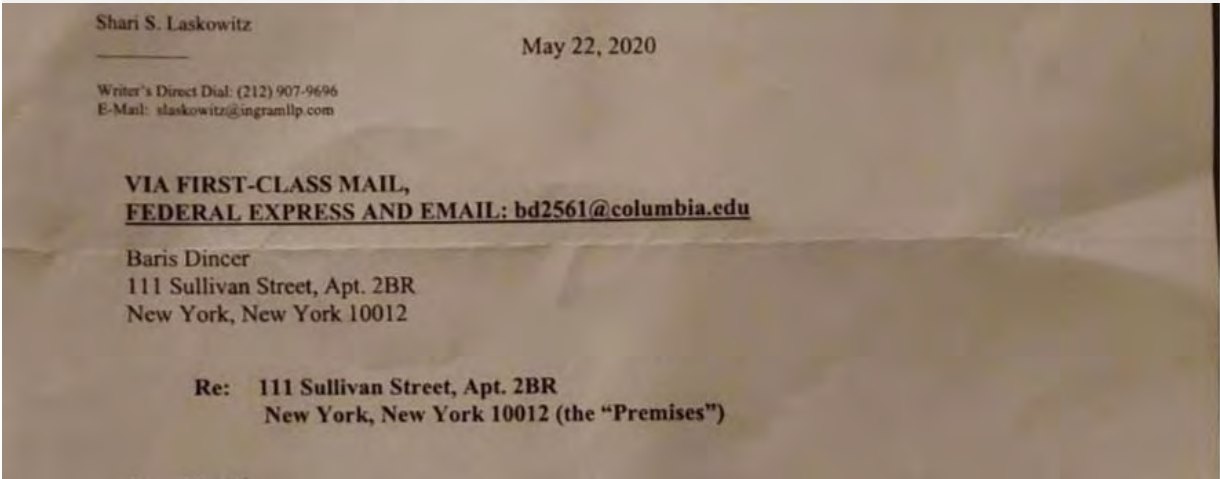 Shari S. Laskowitz
May 22, 2020
Writer's Direct Dial: (212) 907-9696
E-Mail: slaskowitz@ingramllp.com
VIA FIRST-CLASS MAIL,
FEDERAL EXPRESS AND EMAIL: bd2561@columbia.edu
Baris Dincer
111 Sullivan Street, Apt. 2BR
New York, New York 10012
Re: 111 Sullivan Street, Apt. 2BR
New York, New York 10012 (the “Premises”)